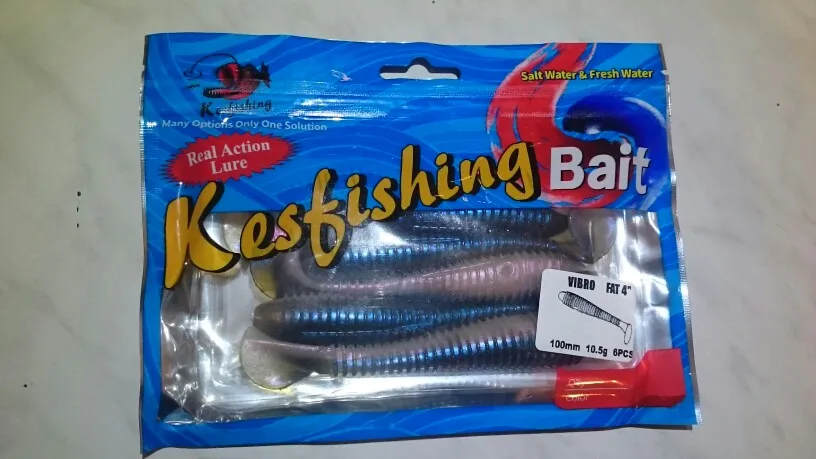 Kesfishing
Many Options Only One Solution
Salt Water & Fresh Water
Real Action
Lure
Kesfishing Bait
VIBRO FAT 4"
100mm 10.5g 6PCS